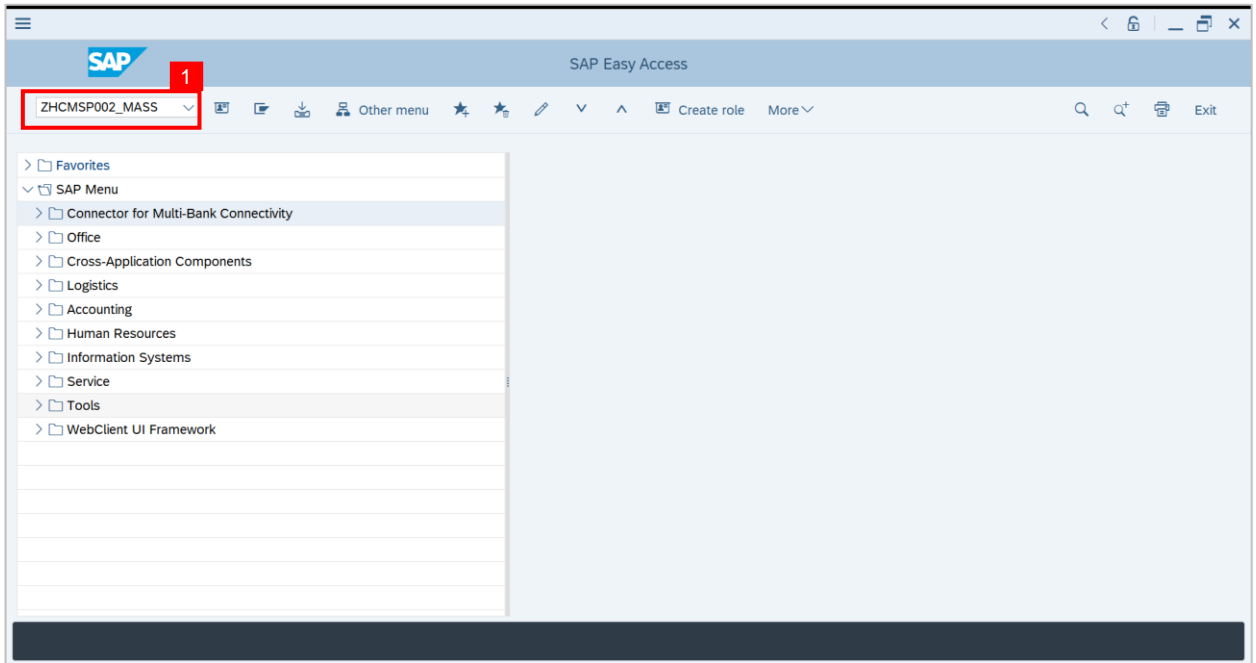 SAP
SAP Easy Access
1
ZHCMSP002_MASS
Other menu
Create role
More
Exit
Favorites
SAP Menu
Connector for Multi-Bank Connectivity
Office
Cross-Application Components
Logistics
Accounting
Human Resources
Information Systems
Service
Tools
WebClient UI Framework